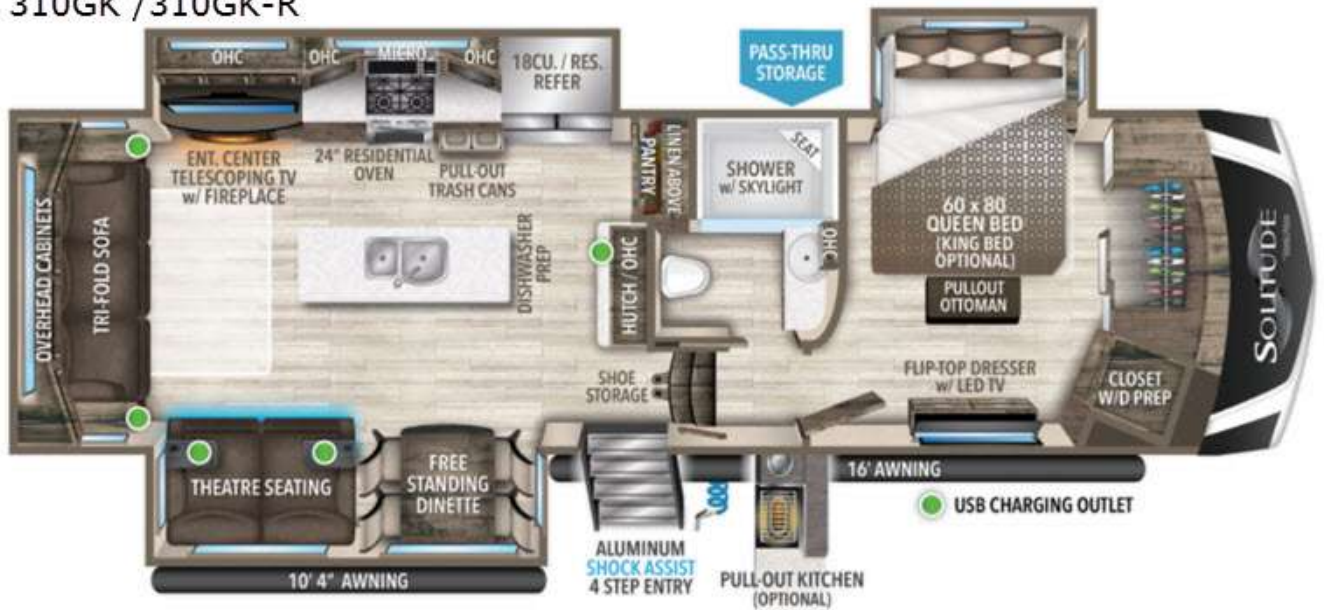 310GK /310GK-R
OHC
OHC
MICRO
OHC
18CU. / RES.
REFER
PASS-THRU
STORAGE
ENT. CENTER
TELESCOPING TV
w/ FIREPLACE
24" RESIDENTIAL
OVEN
PULL-OUT
TRASH CANS
PANTRY
LINEN ABOVE
SHOWER
w/ SKYLIGHT
SEAT
60 x 80
QUEEN BED
(KING BED
OPTIONAL)
PULLOUT
OTTOMAN
OHC
OVERHEAD CABINETS
TRI-FOLD SOFA
DISHWASHER
PREP
HUTCH / OHC
SHOE
STORAGE
FLIP-TOP DRESSER
w/ LED TV
CLOSET
W/D PREP
SOLITUDE
THEATRE SEATING
FREE
STANDING
DINETTE
16' AWNING
USB CHARGING OUTLET
10' 4" AWNING
ALUMINUM
SHOCK ASSIST
4 STEP ENTRY
PULL-OUT KITCHEN
(OPTIONAL)